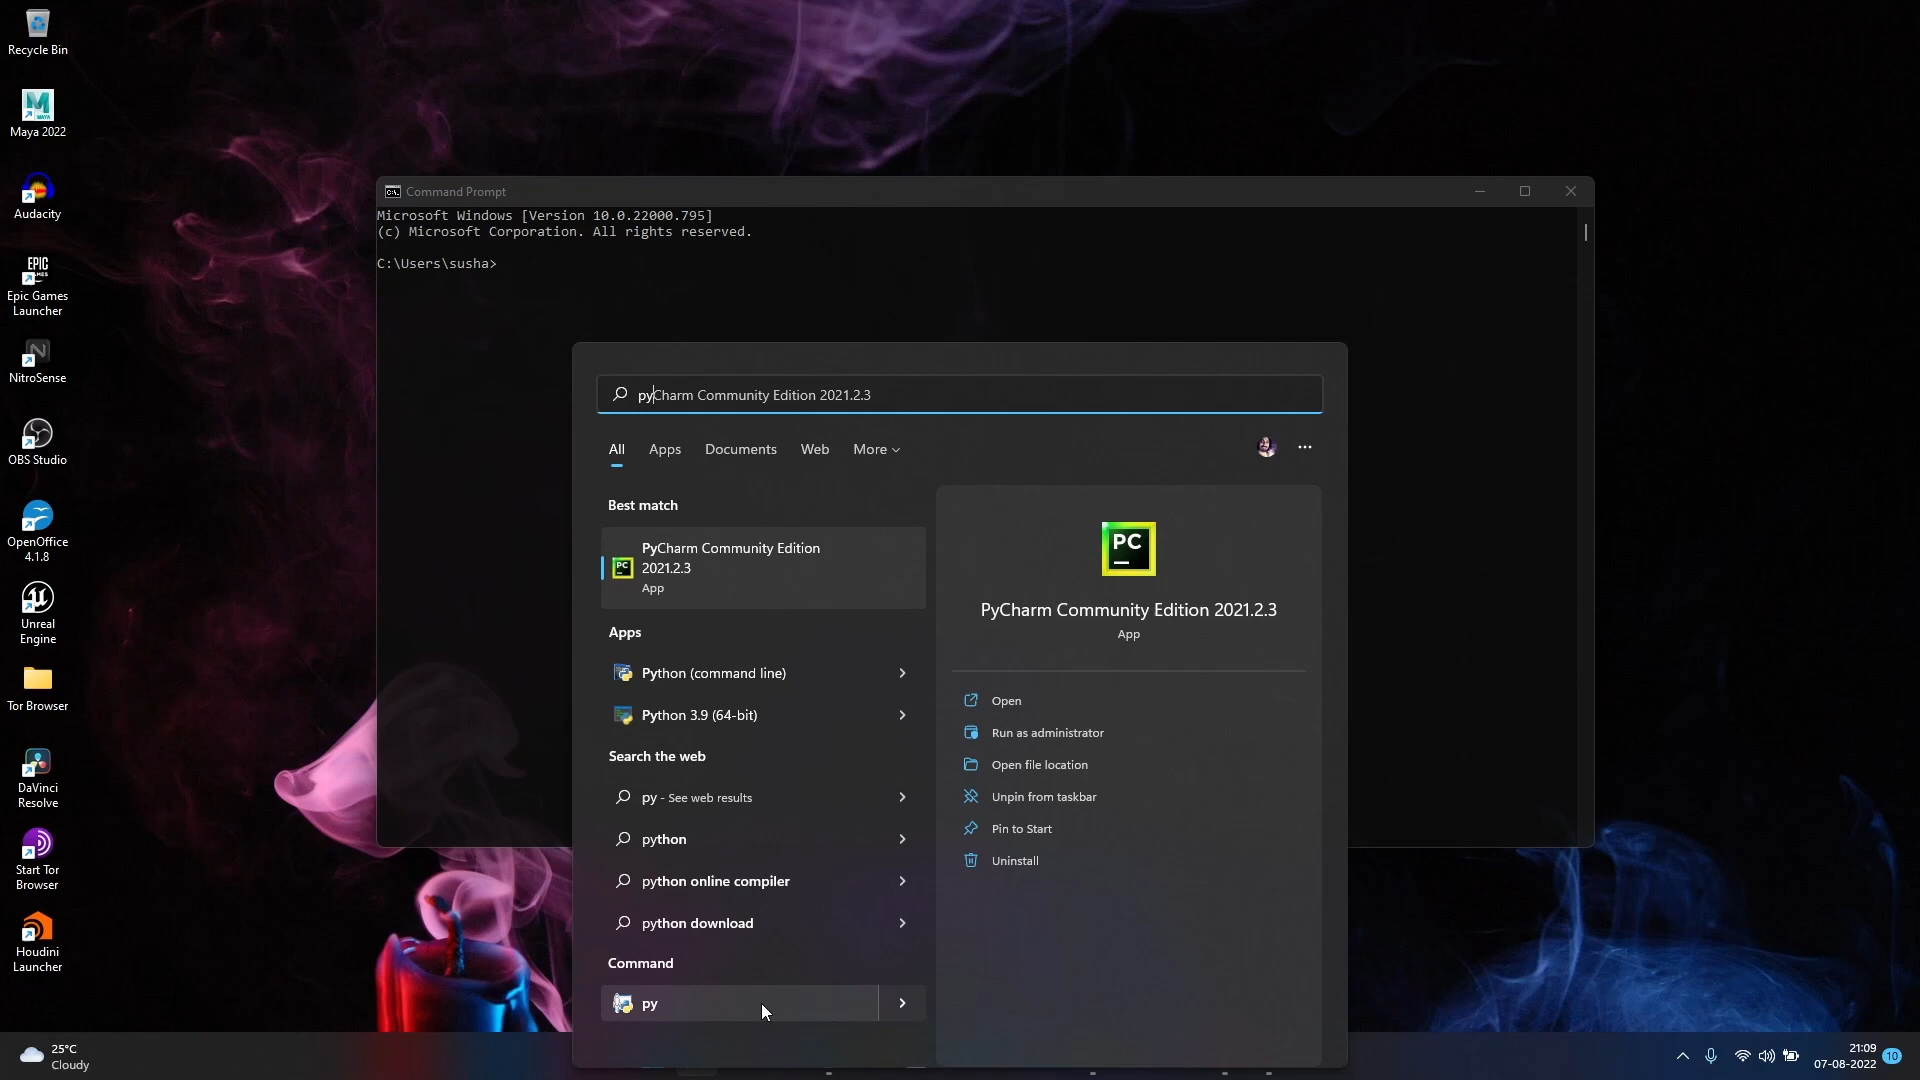 Recycle Bin
Maya 2022
Audacity
Epic Games
Launcher
NitroSense
OBS Studio
OpenOffice
4.1.8
Unreal
Engine
Tor Browser
DaVinci
Resolve
Start Tor
Browser
Houdini
Launcher
Command Prompt
Microsoft Windows [Version 10.0.22000.795]
(c) Microsoft Corporation. All rights reserved.
C:\Users\susha>
pyCharm Community Edition 2021.2.3
All Apps Documents Web More
Best match
PyCharm Community Edition
2021.2.3
App
Apps
Python (command line)
Python 3.9 (64-bit)
Search the web
py - See web results
python
python online compiler
python download
Command
py
PC
PyCharm Community Edition 2021.2.3
App
Open
Run as administrator
Open file location
Unpin from taskbar
Pin to Start
Uninstall
25°C
Cloudy
21:09
07-08-2022
10